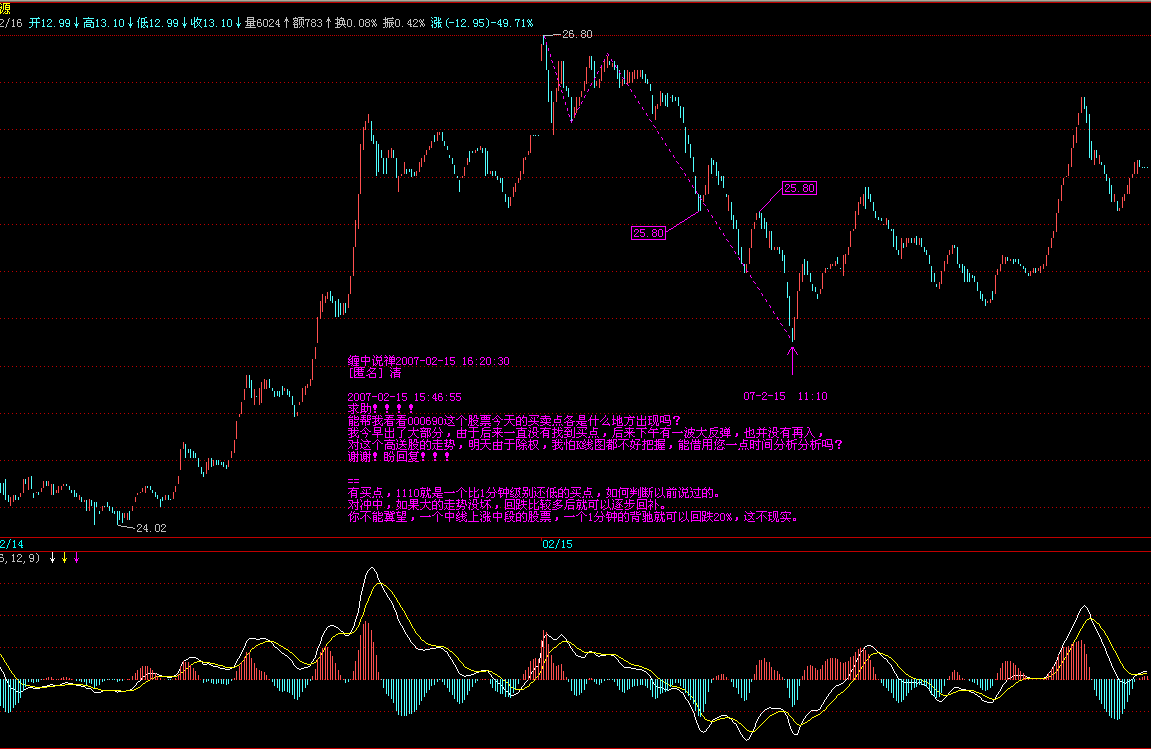 源
2/16 开12.99↓高13.10↓低12.99↓收13.10↓量6024↑额783↑换0.08% 振0.42% 涨(-12.95)-49.71%
26.80
25.80
25.80
缠中说禅2007-02-15 16:20:30
[匿名] 渚
2007-02-15 15:46:55
07-2-15 11:10
求助！！！！
能帮我看看000690这个股票今天的买卖点各是什么地方出现吗？
我今早出了大部分，由于后来一直没有找到买点，后来下午有一波大反弹，也并没有再入，
对这个高送股的走势，明天由于除权，我怕K线图都不好把握，能借用您一点时间分析分析吗？
谢谢！盼回复！！！
==
有买点，1110就是一个比1分钟级别还低的买点，如何判断以前说过的。
对冲中，如果大的走势没坏，回跌比较多后就可以逐步回补。
你不能冀望，一个中线上涨中段的股票，一个1分钟的背驰就可以回跌20%，这不现实。
24.02
2/14
02/15
,12,9)↓↓↓